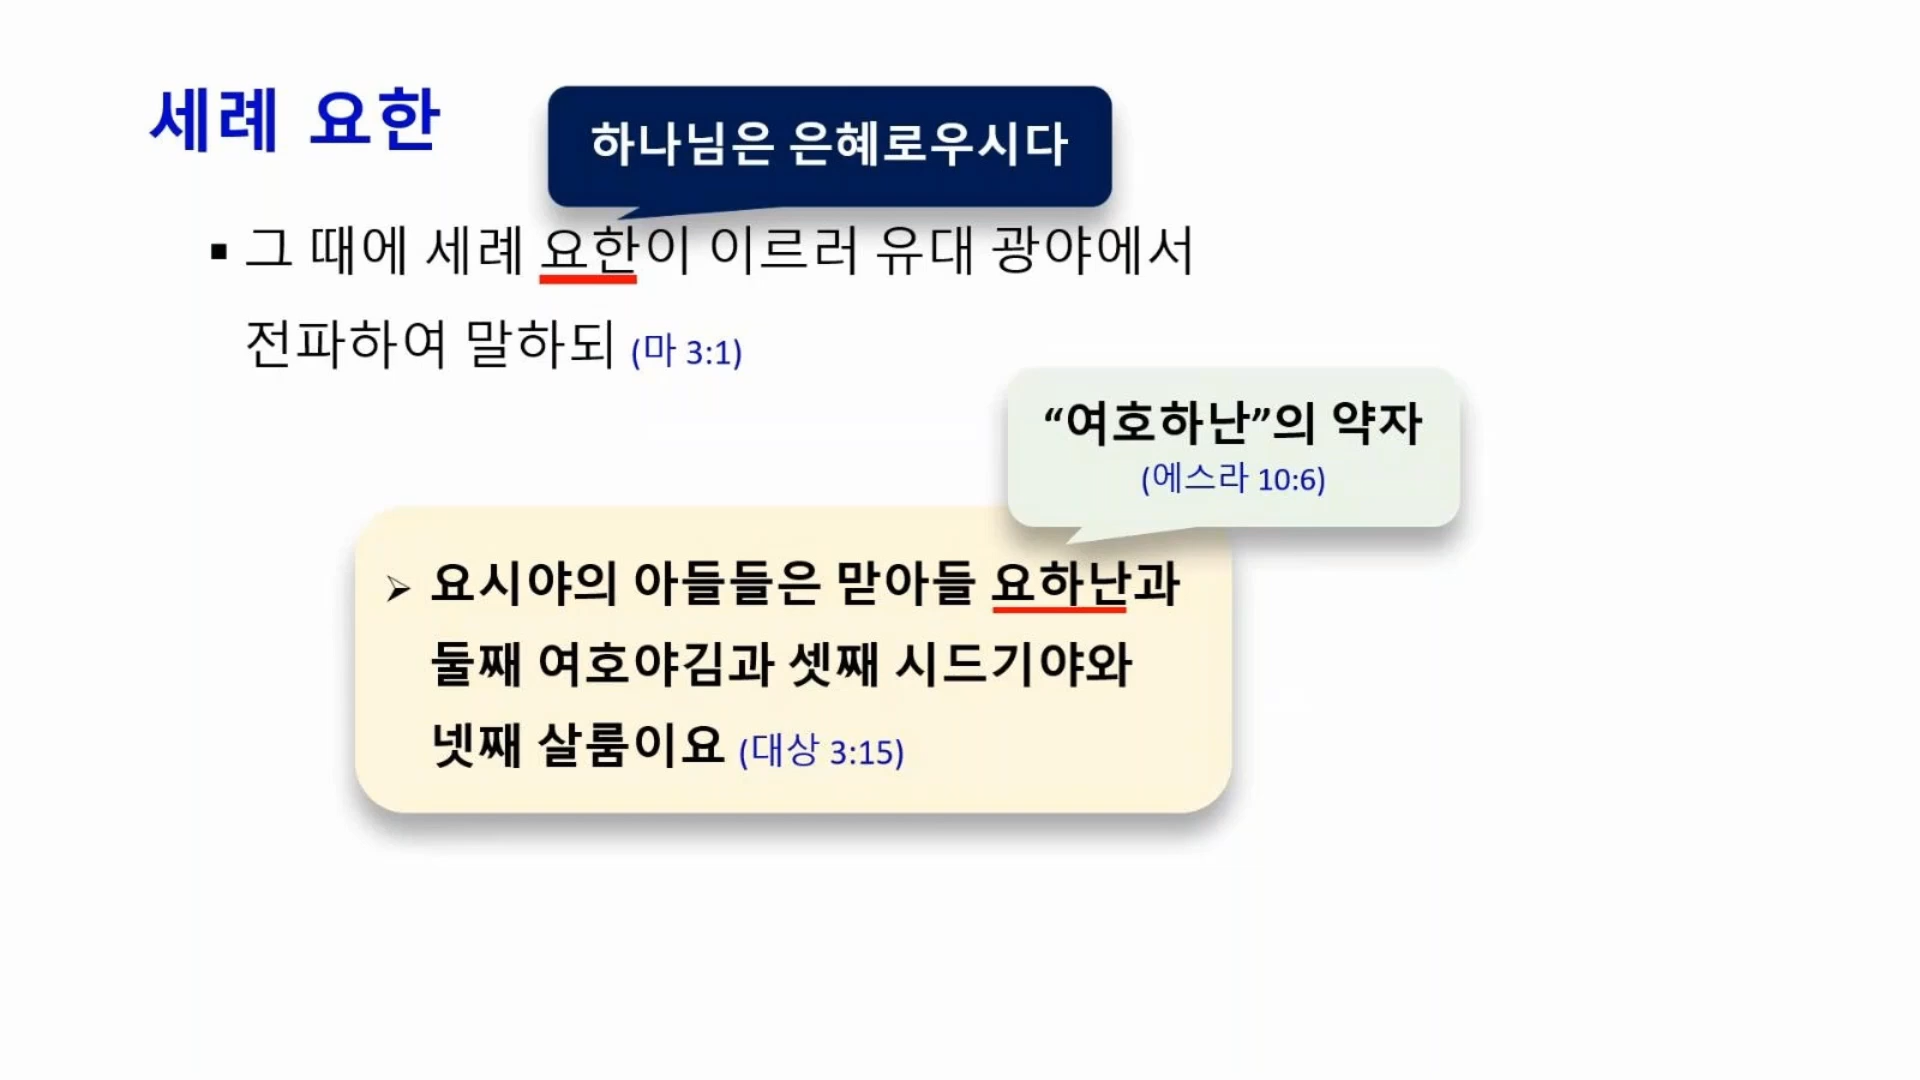 세례 요한
하나님은 은혜로우시다
▪ 그 때에 세례 요한이 이르러 유대 광야에서
전파하여 말하되 (마 3:1)
“여호하난”의 약자
(에스라 10:6)
➢ 요시야의 아들들은 맏아들 요하난과
둘째 여호야김과 셋째 시드기야와
넷째 살룸이요 (대상 3:15)